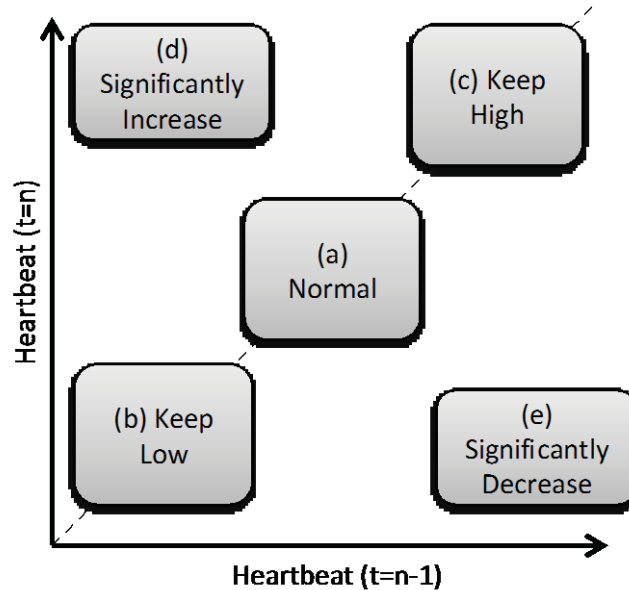 (d)
Significantly
Increase
(c) Keep
High
(a)
Normal
(b) Keep
Low
(e)
Significantly
Decrease
Heartbeat (t=n)
Heartbeat (t=n-1)